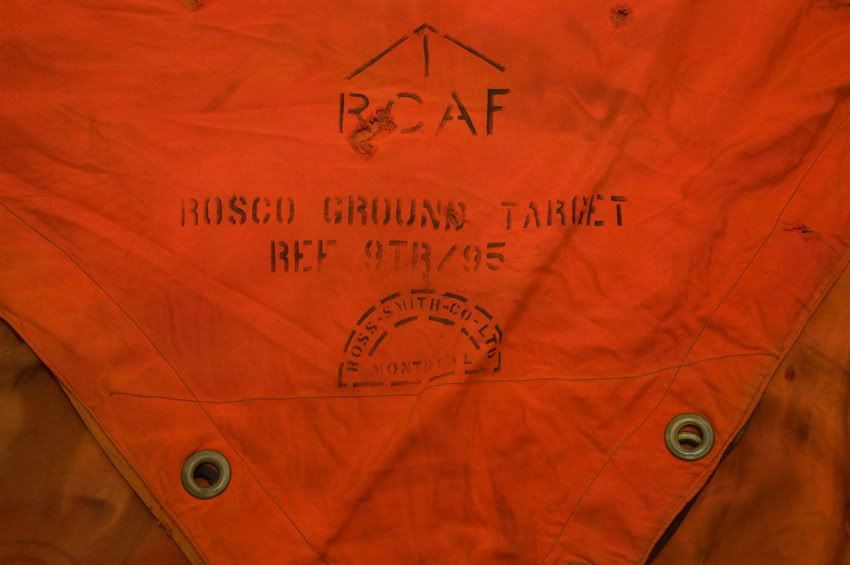 RCAF
ROSCO GROUND TARGET
REF 9TR/95
ROSS-SMITH-CO-LTD
MONTREAL